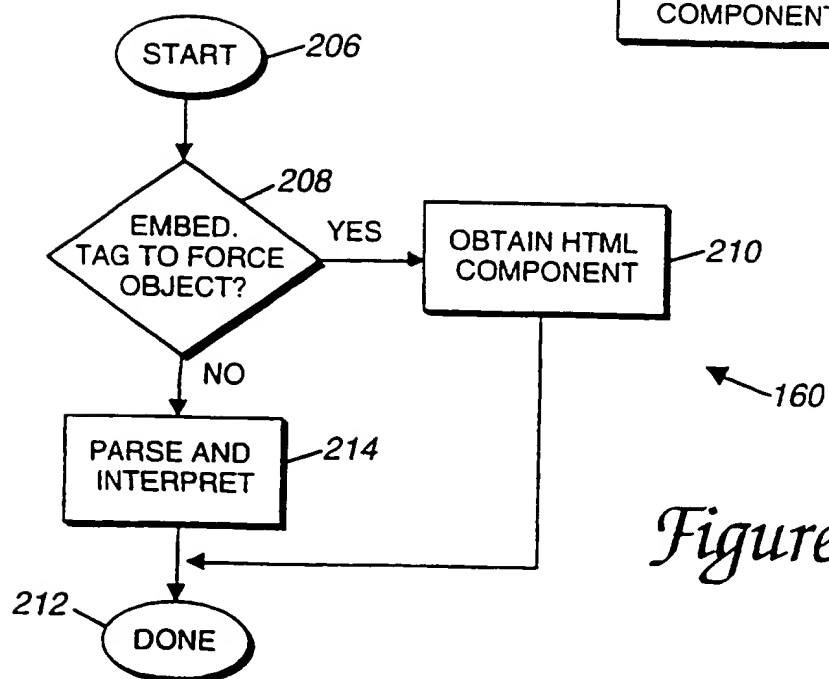 COMPONENT
START
206
208
EMBED.
TAG TO FORCE
OBJECT?
YES
OBTAIN HTML
COMPONENT
210
NO
160
PARSE AND
INTERPRET
214
Figure
212
DONE